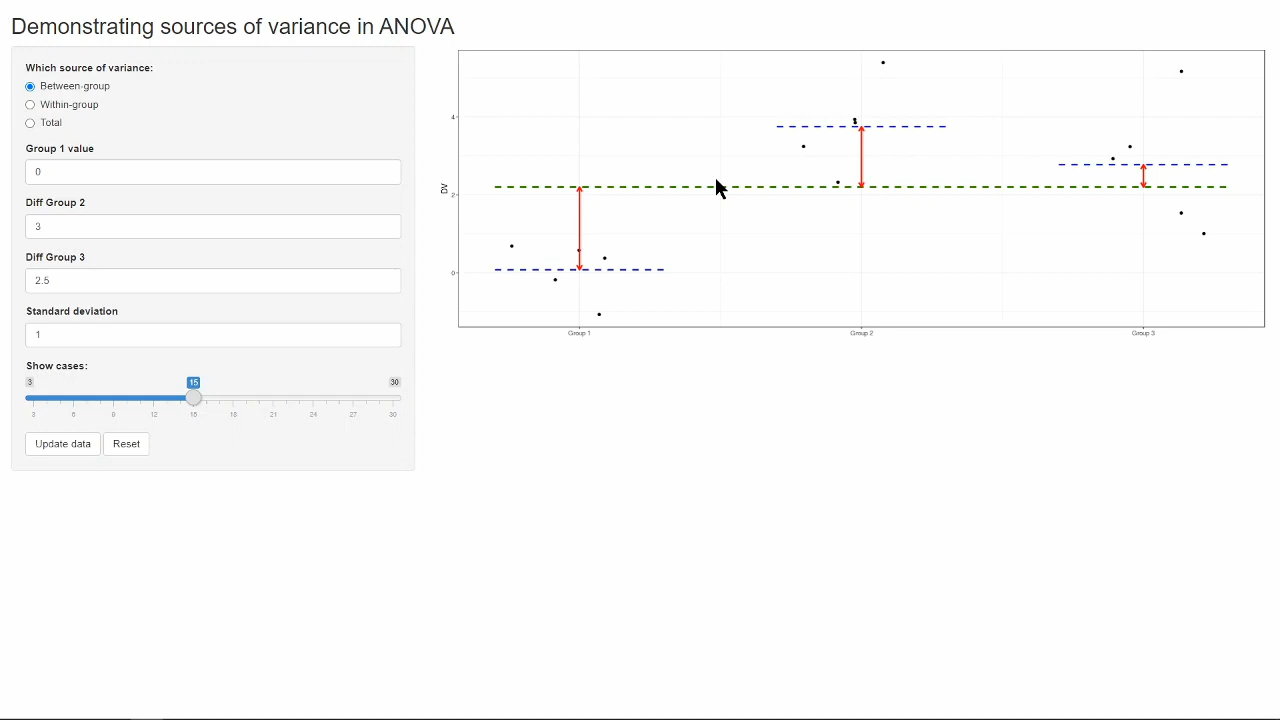 Demonstrating sources of variance in ANOVA
Which source of variance:
Between-group
Within-group
Total
Group 1 value
0
Diff Group 2
3
Diff Group 3
2.5
Standard deviation
1
Show cases:
3 15 30
3 6 9 12 15 18 21 24 27 30
Update data Reset
DV
4
2
0
Group 1 Group 2 Group 3